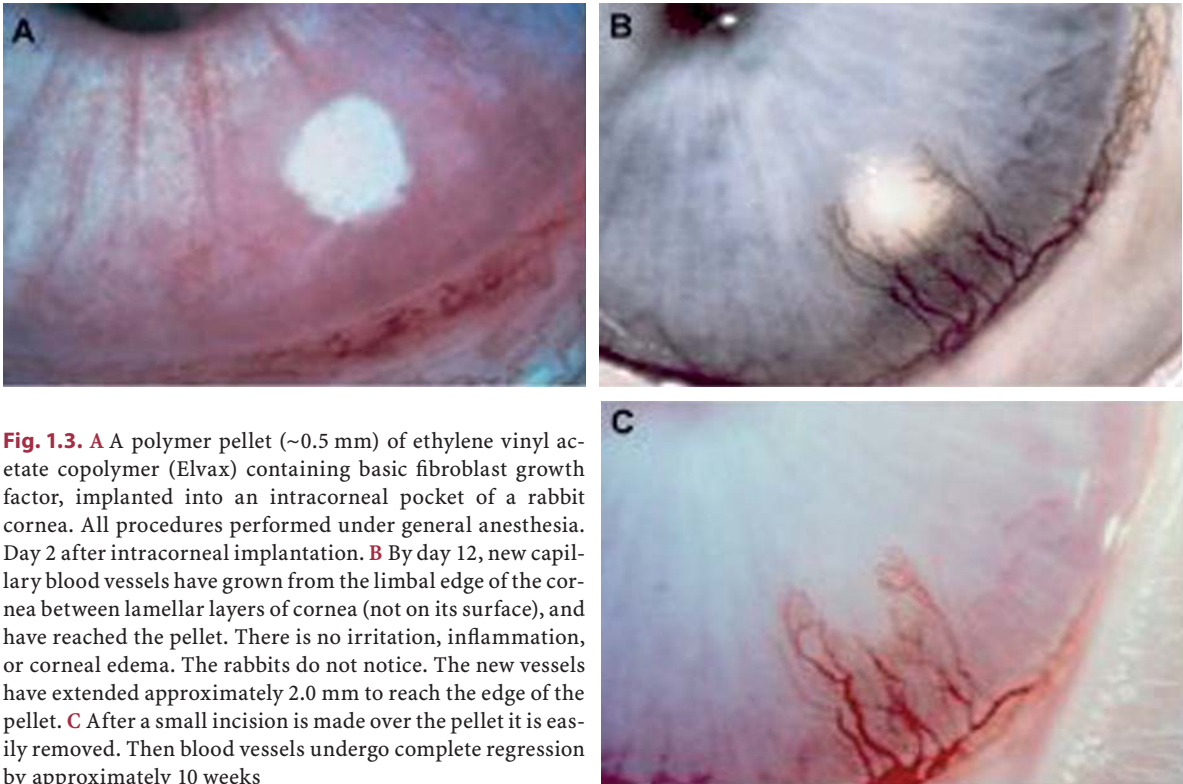 A
B
C
Fig. 1.3. A A polymer pellet (~0.5 mm) of ethylene vinyl ac-
etate copolymer (Elvax) containing basic fibroblast growth
factor, implanted into an intracorneal pocket of a rabbit
cornea. All procedures performed under general anesthesia.
Day 2 after intracorneal implantation. B By day 12, new capil-
lary blood vessels have grown from the limbal edge of the cor-
nea between lamellar layers of cornea (not on its surface), and
have reached the pellet. There is no irritation, inflammation,
or corneal edema. The rabbits do not notice. The new vessels
have extended approximately 2.0 mm to reach the edge of the
pellet. C After a small incision is made over the pellet it is eas-
ily removed. Then blood vessels undergo complete regression
by approximately 10 weeks